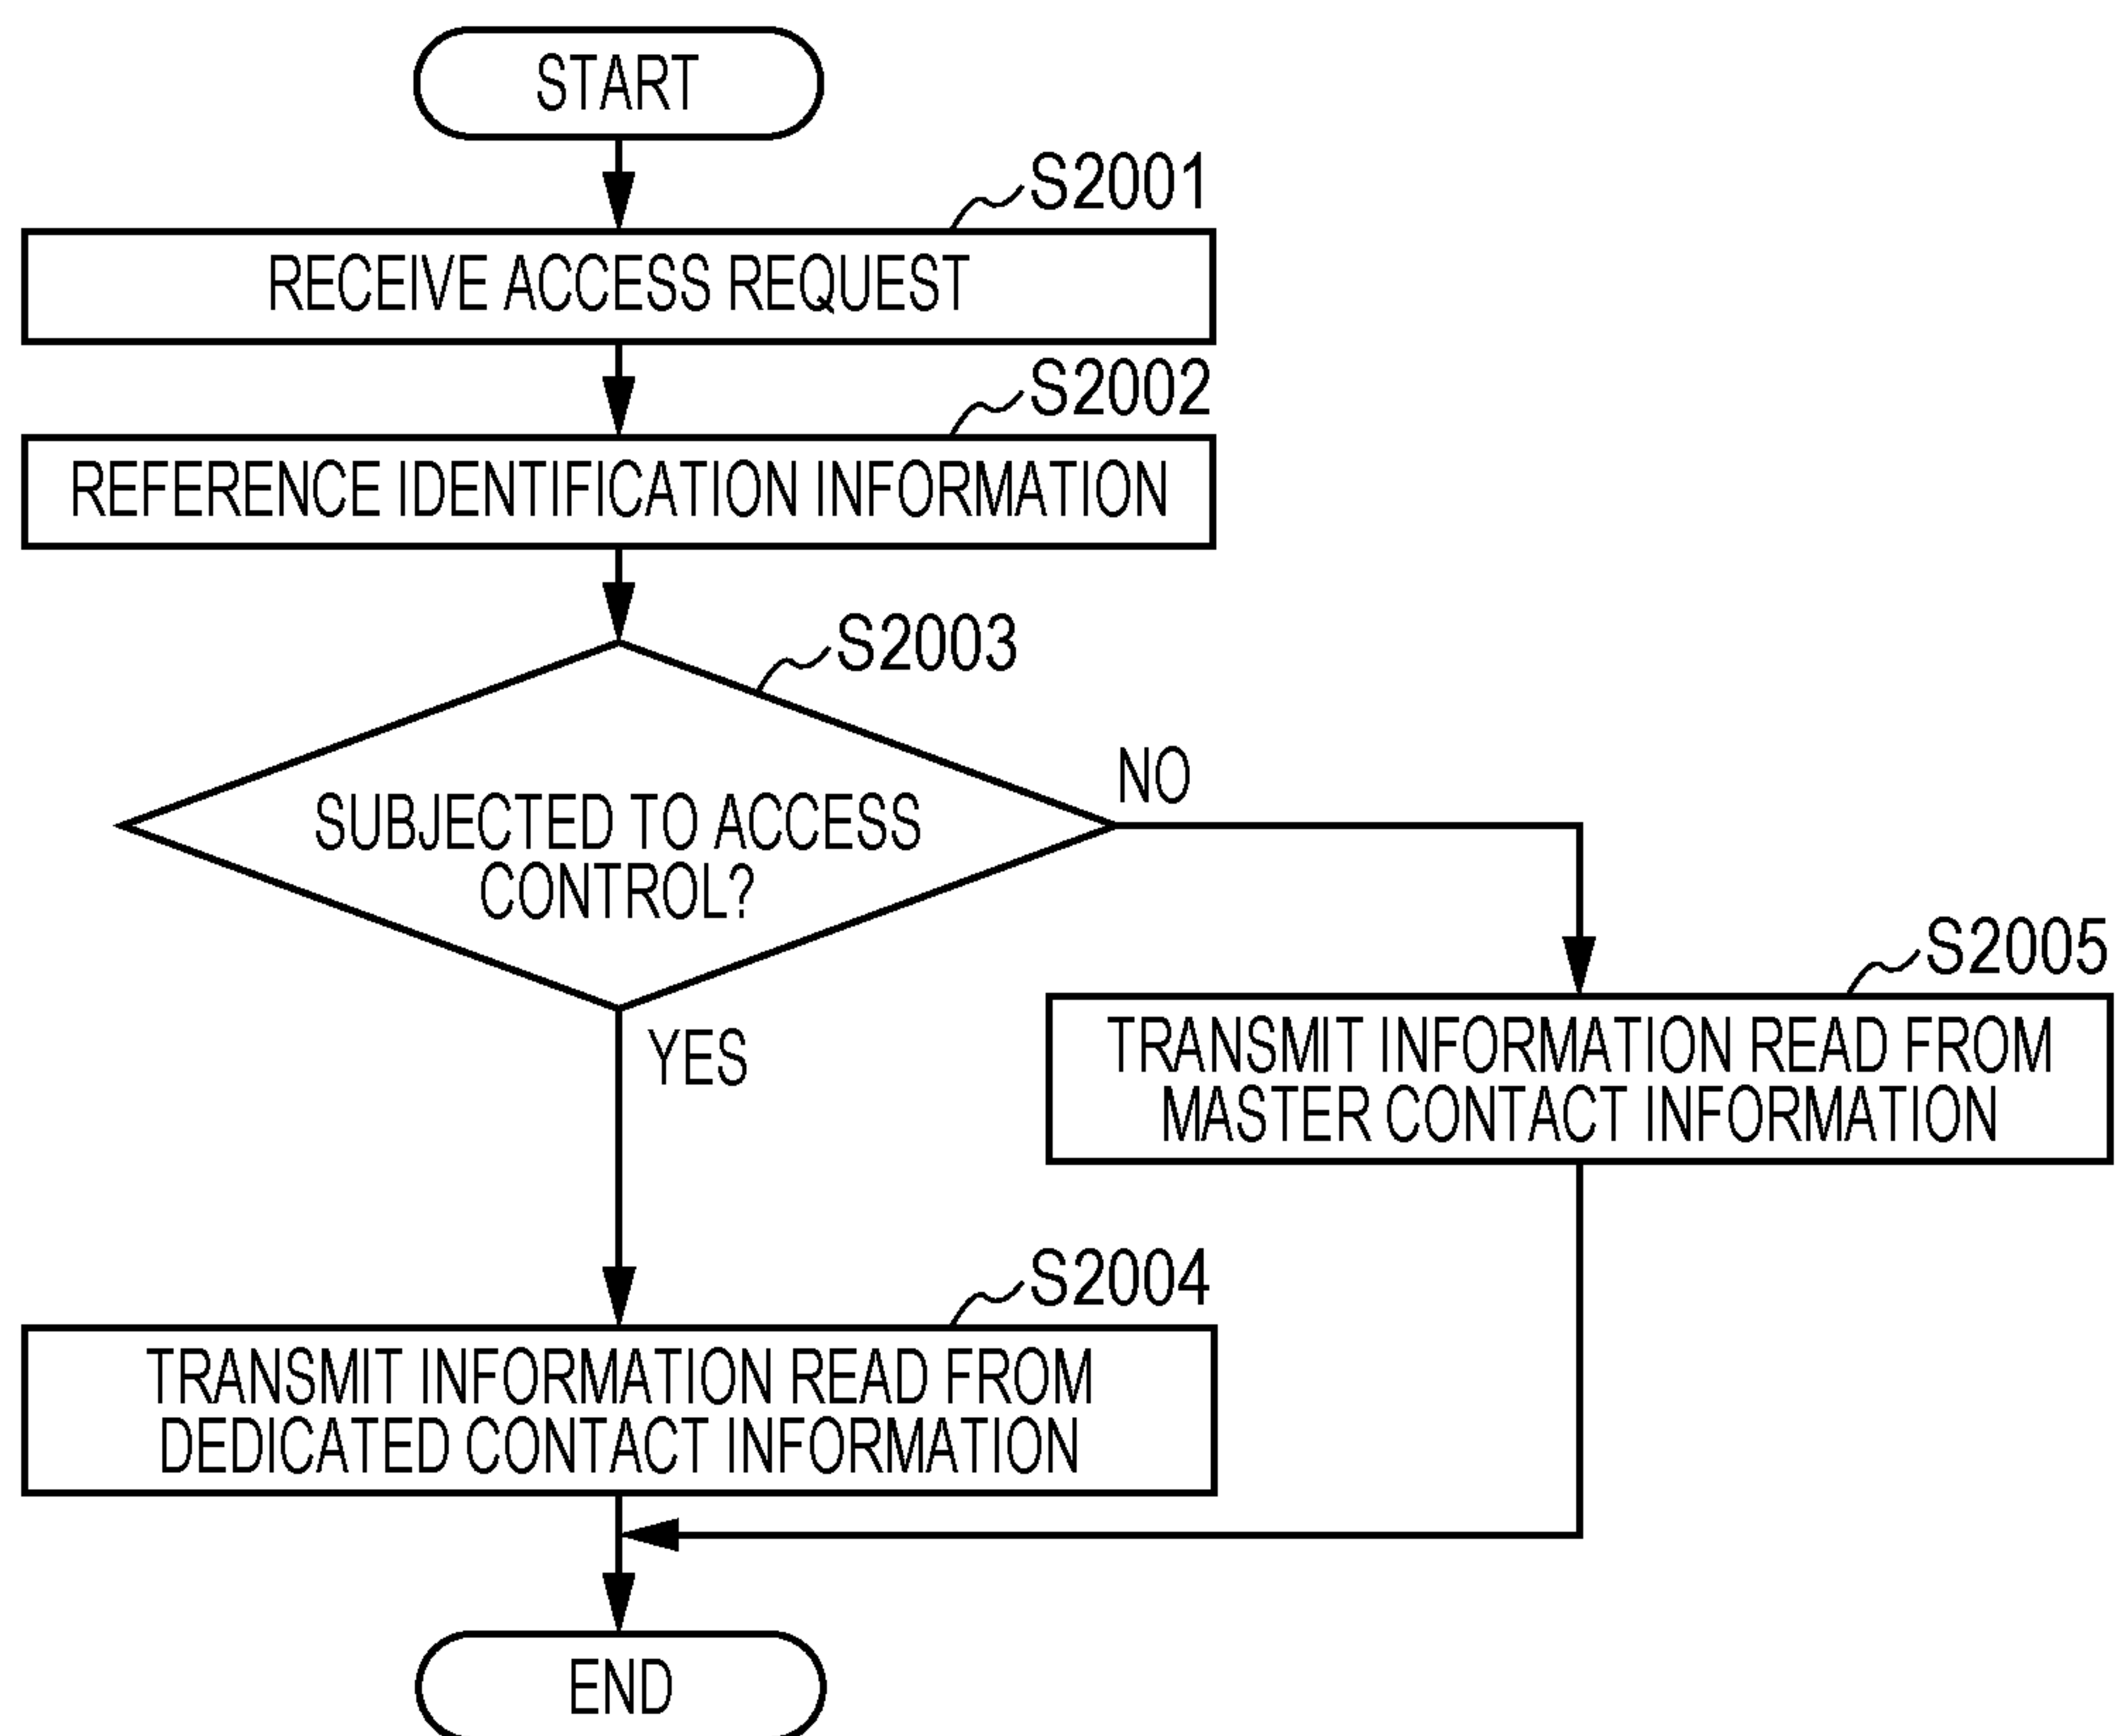 START
S2001
RECEIVE ACCESS REQUEST
S2002
REFERENCE IDENTIFICATION INFORMATION
S2003
SUBJECTED TO ACCESS
CONTROL?
NO
YES
S2005
TRANSMIT INFORMATION READ FROM
MASTER CONTACT INFORMATION
S2004
TRANSMIT INFORMATION READ FROM
DEDICATED CONTACT INFORMATION
END